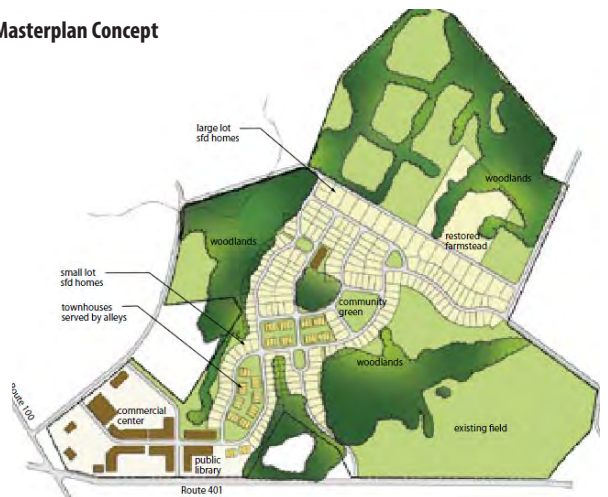 Masterplan Concept
large lot
sfd homes
woodlands
woodlands
restored
farmstead
small lot
sfd homes
townhouses
served by alleys
community
green
woodlands
Route 100
commercial
center
existing field
public
library
Route 401